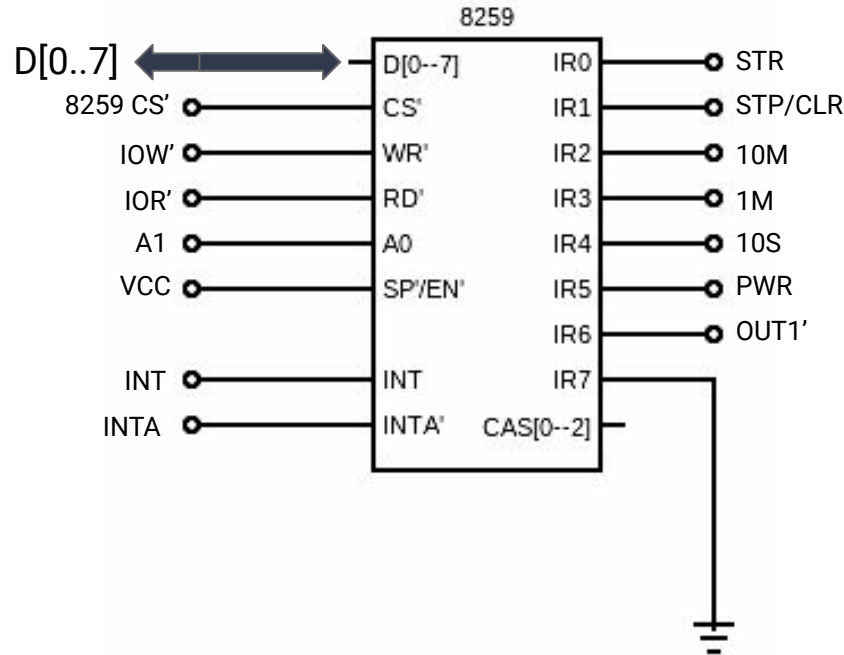 8259
D[0..7] D[0--7] IR0 STR
8259 CS’ CS' IR1 STP/CLR
IOW’ WR' IR2 10M
IOR’ RD' IR3 1M
A1 A0 IR4 10S
VCC SP'/EN' IR5 PWR
IR6 OUT1’
INT INT IR7
INTA INTA' CAS[0--2]